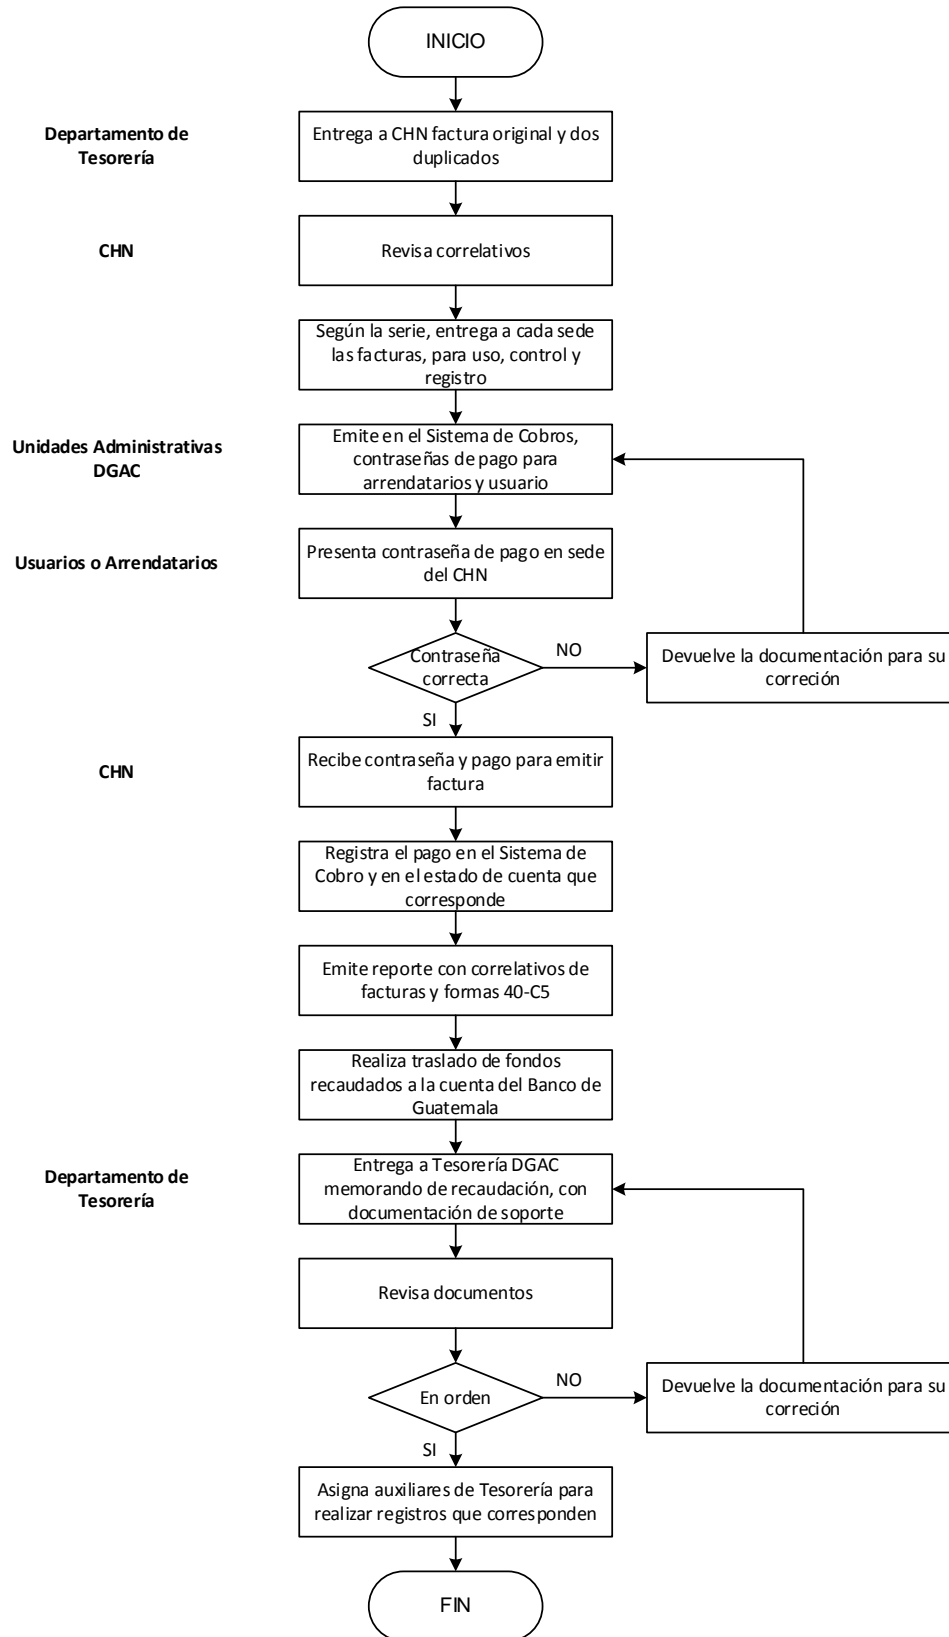 INICIO
Departamento de
Tesorería
Entrega a CHN factura original y dos
duplicados
CHN
Revisa correlativos
Según la serie, entrega a cada sede
las facturas, para uso, control y
registro
Unidades Administrativas
DGAC
Emite en el Sistema de Cobros,
contraseñas de pago para
arrendatarios y usuario
Usuarios o Arrendatarios
Presenta contraseña de pago en sede
del CHN
Contraseña
correcta
NO
Devuelve la documentación para su
correción
SI
CHN
Recibe contraseña y pago para emitir
factura
Registra el pago en el Sistema de
Cobro y en el estado de cuenta que
corresponde
Emite reporte con correlativos de
facturas y formas 40-C5
Realiza traslado de fondos
recaudados a la cuenta del Banco de
Guatemala
Departamento de
Tesorería
Entrega a Tesorería DGAC
memorando de recaudación, con
documentación de soporte
Revisa documentos
En orden
NO
Devuelve la documentación para su
correción
SI
Asigna auxiliares de Tesorería para
realizar registros que corresponden
FIN